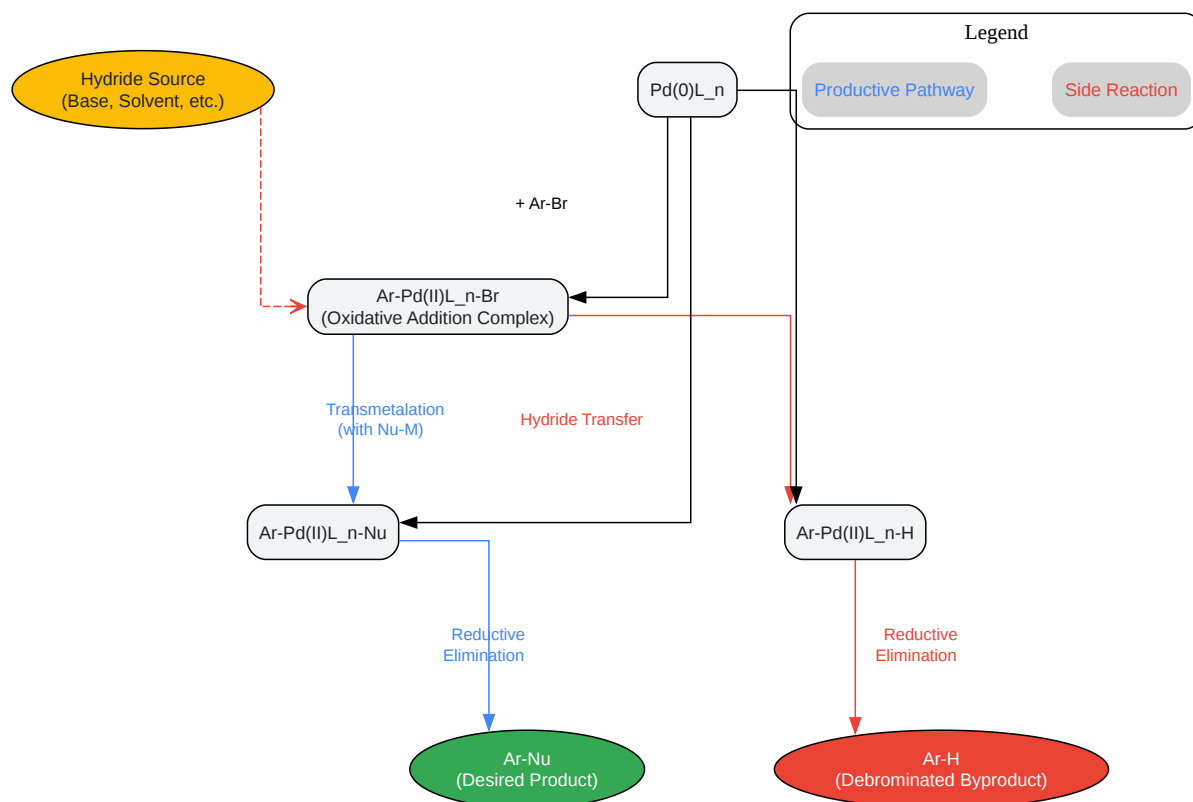 Legend
Hydride Source
(Base, Solvent, etc.)
Pd(0)L_n
Productive Pathway
Side Reaction
+ Ar-Br
Ar-Pd(II)L_n-Br
(Oxidative Addition Complex)
Transmetalation
(with Nu-M)
Hydride Transfer
Ar-Pd(II)L_n-Nu
Ar-Pd(II)L_n-H
Reductive
Elimination
Reductive
Elimination
Ar-Nu
(Desired Product)
Ar-H
(Debrominated Byproduct)